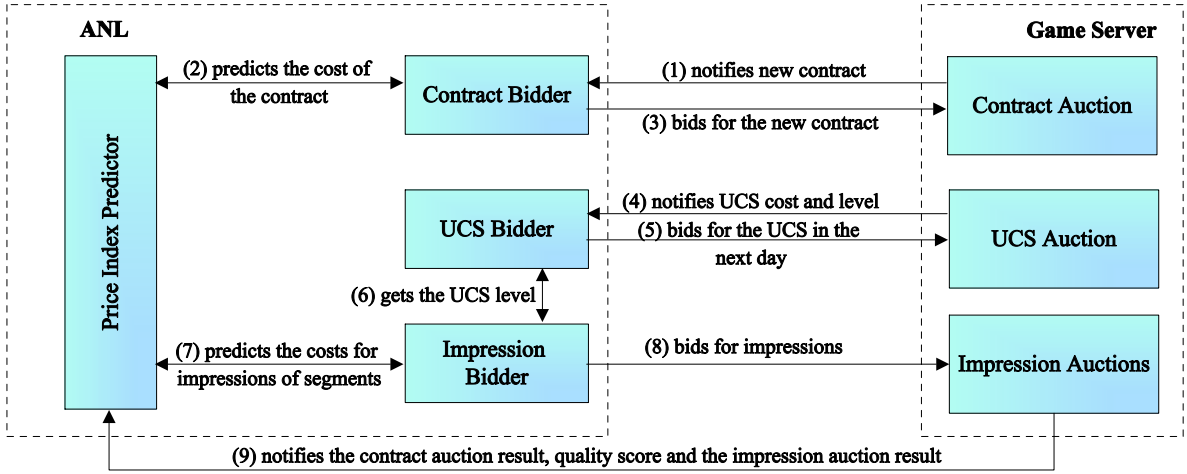 ANL
Game Server
(2) predicts the cost of
the contract
Contract Bidder
(1) notifies new contract
(3) bids for the new contract
Contract Auction
Price Index Predictor
UCS Bidder
(4) notifies UCS cost and level
(5) bids for the UCS in the
next day
UCS Auction
(6) gets the UCS level
(7) predicts the costs for
impressions of segments
Impression
Bidder
(8) bids for impressions
Impression Auctions
(9) notifies the contract auction result, quality score and the impression auction result